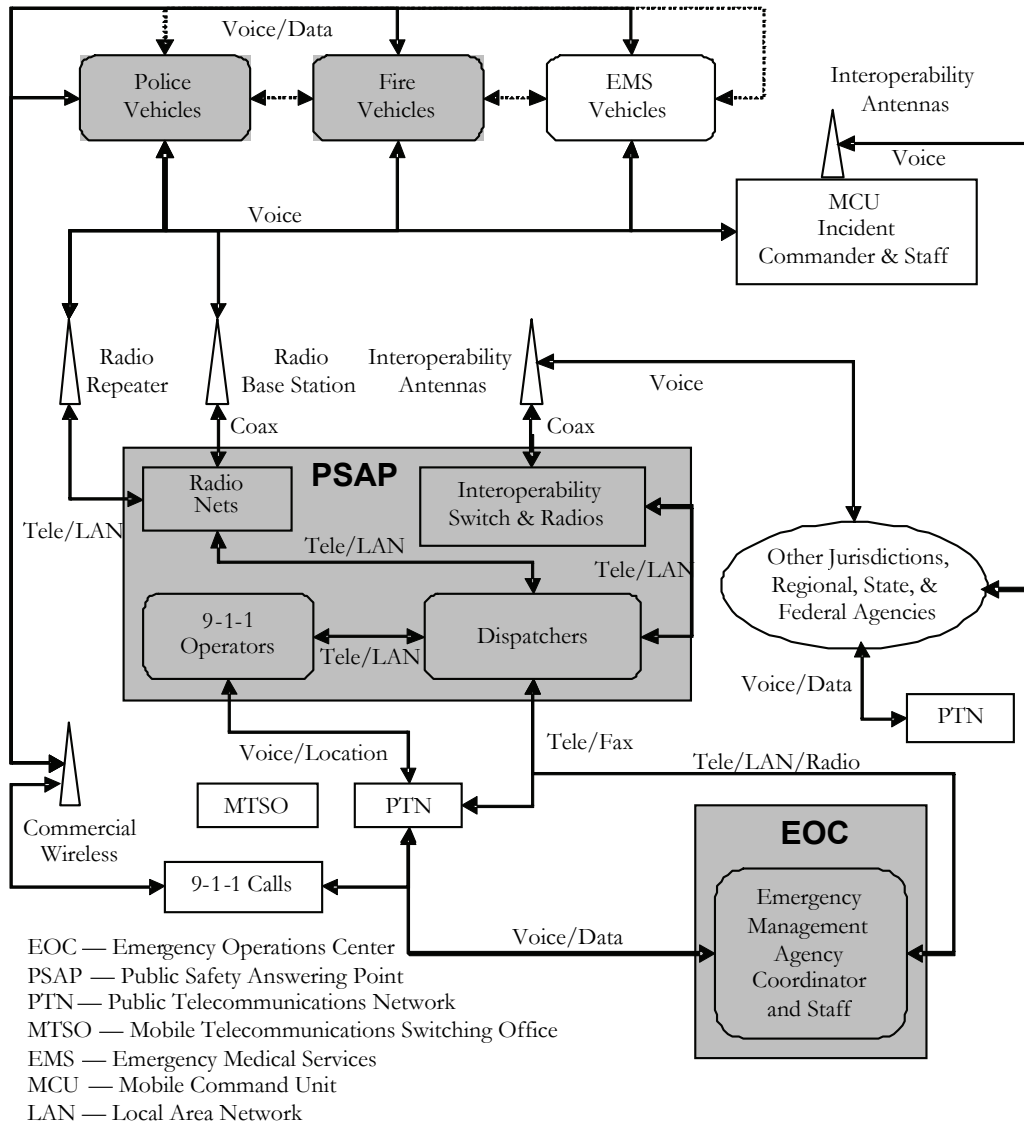 Voice/Data
Police
Vehicles
Fire
Vehicles
EMS
Vehicles
Interoperability
Antennas
Voice
MCU
Incident
Commander & Staff
Voice
Radio
Repeater
Radio
Base Station
Interoperability
Antennas
Voice
Coax
Coax
PSAP
Radio
Nets
Interoperability
Switch & Radios
Tele/LAN
Tele/LAN
Tele/LAN
Other Jurisdictions,
Regional, State, &
Federal Agencies
9-1-1
Operators
Tele/LAN
Dispatchers
Voice/Data
PTN
Voice/Location
Tele/Fax
Tele/LAN/Radio
MTSO
PTN
Commercial
Wireless
EOC
9-1-1 Calls
Emergency
Management
Agency
Coordinator
and Staff
Voice/Data
EOC — Emergency Operations Center
PSAP — Public Safety Answering Point
PTN — Public Telecommunications Network
MTSO — Mobile Telecommunications Switching Office
EMS — Emergency Medical Services
MCU — Mobile Command Unit
LAN — Local Area Network